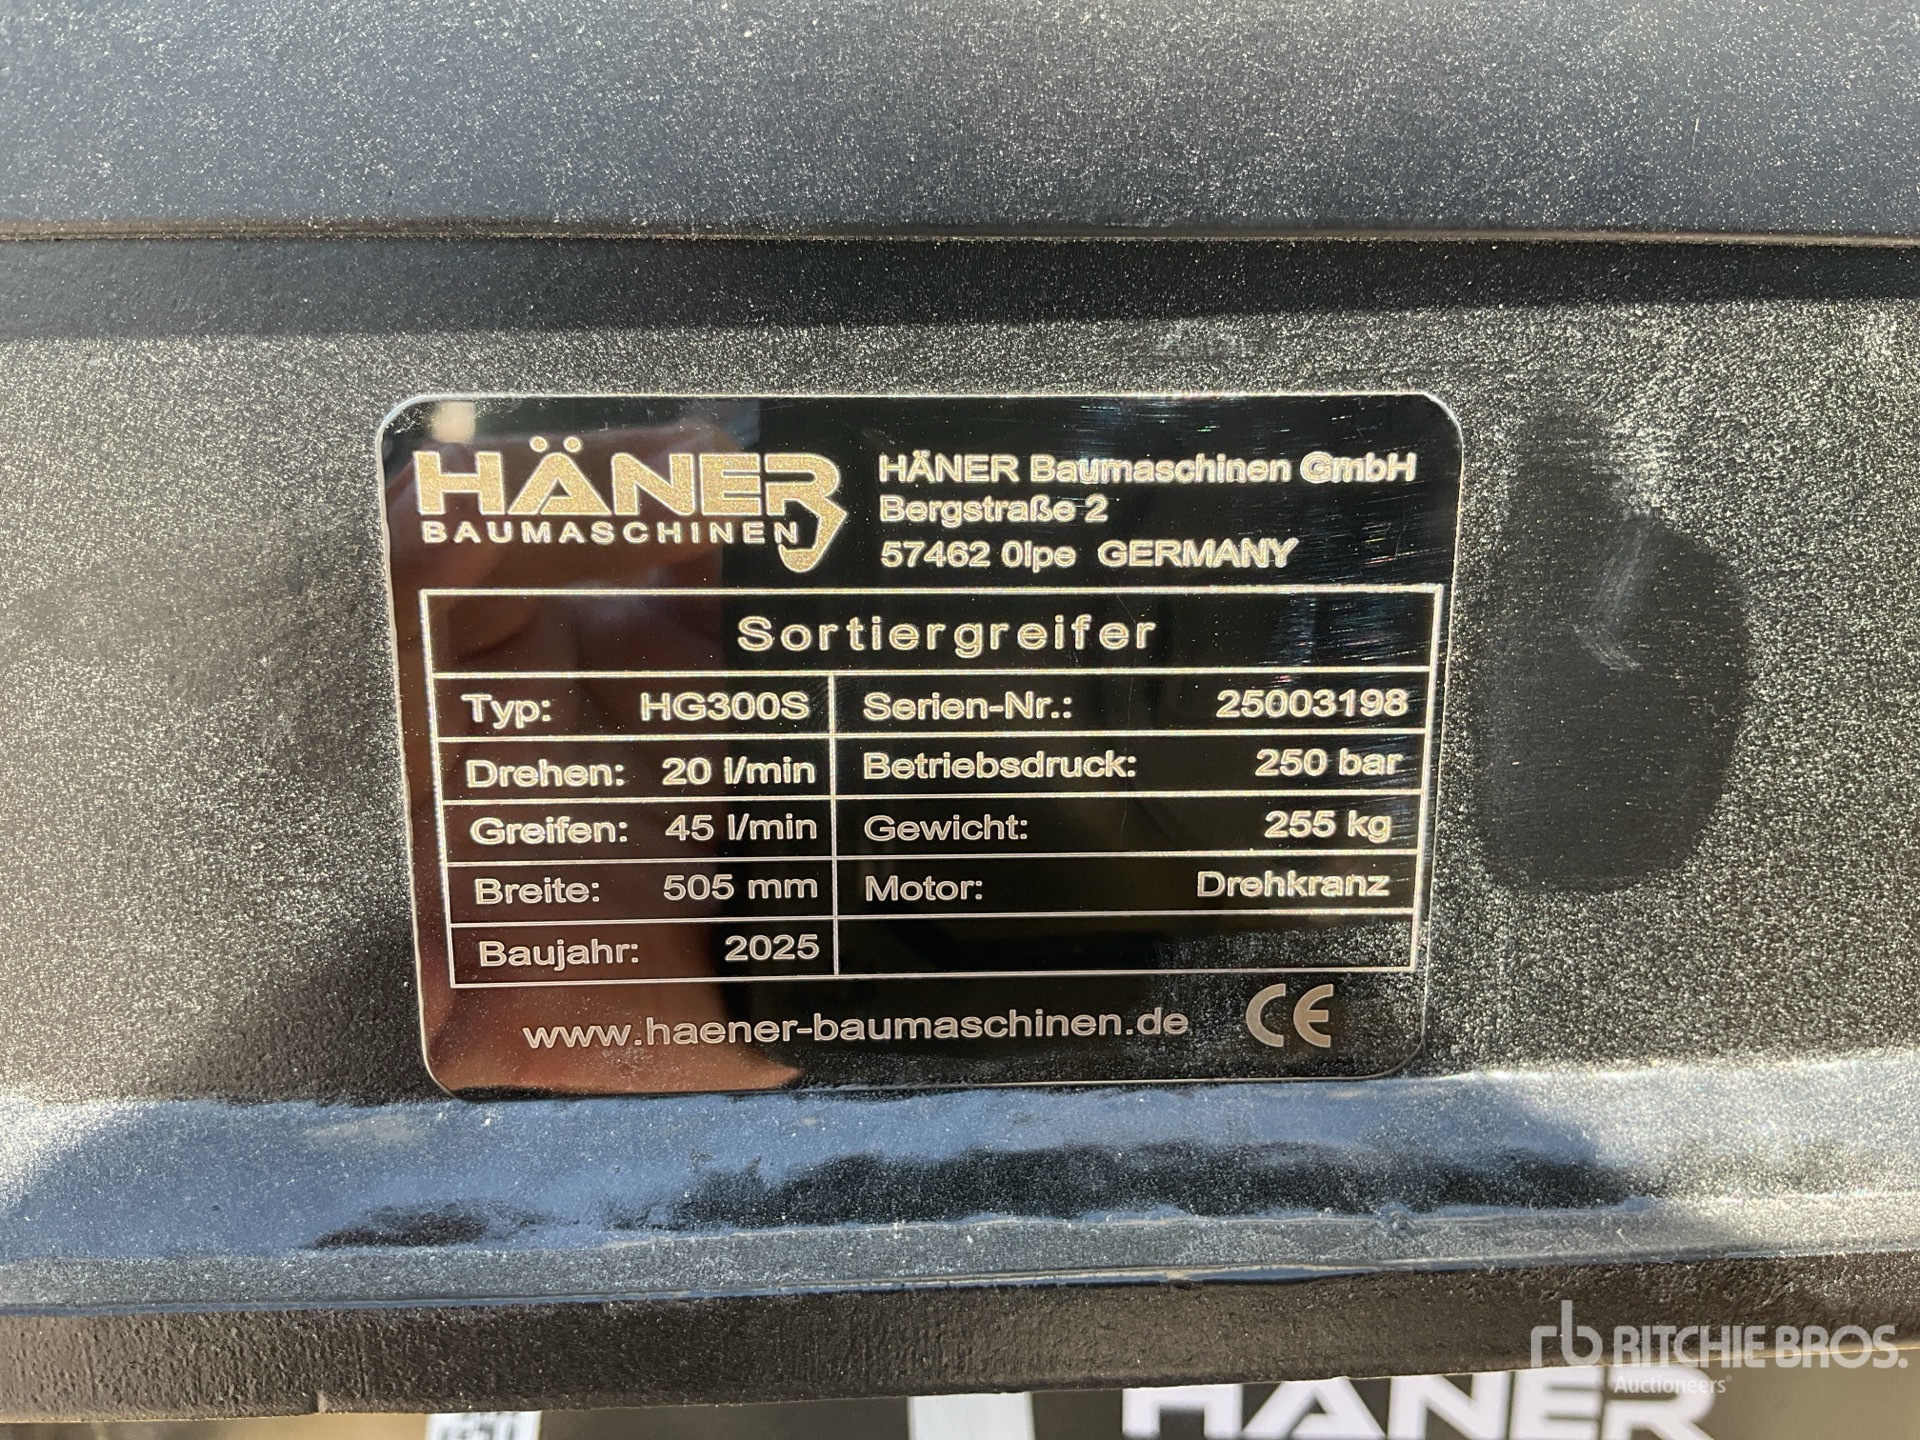 HÄNER
BAUMASCHINEN
HÄNER Baumaschinen GmbH
Bergstraße 2
57462 Olpe GERMANY
Sortiergreifer
Typ: HG300S Serien-Nr.: 25003198
Drehen: 20 l/min Betriebsdruck: 250 bar
Greifen: 45 l/min Gewicht: 255 kg
Breite: 505 mm Motor: Drehkranz
Baujahr: 2025
www.haener-baumaschinen.de CE
rb RITCHIE BROS.
Auctioneers
HÄNER